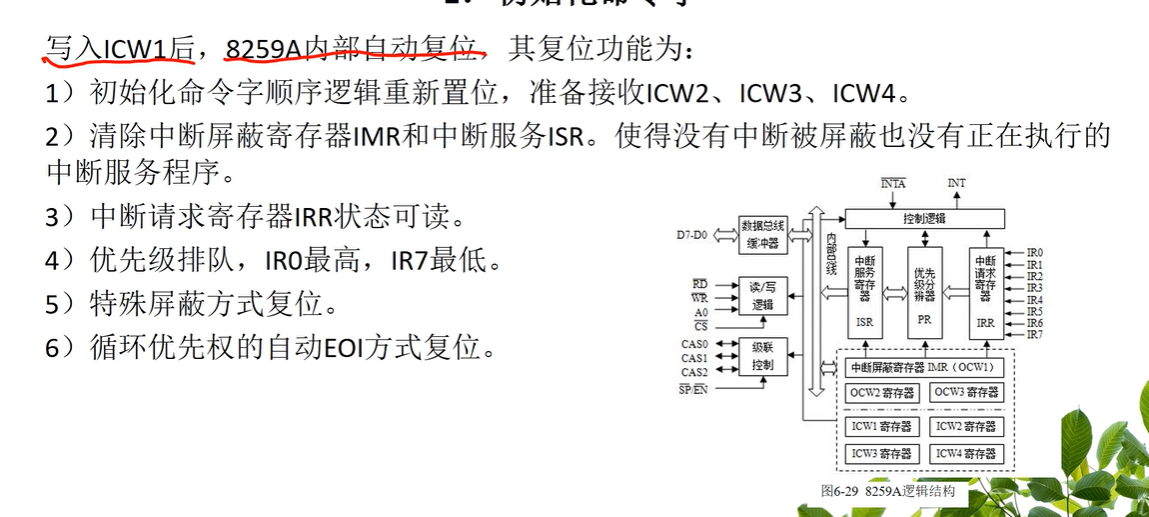 写入ICW1后，8259A内部自动复位，其复位功能为：
1）初始化命令字顺序逻辑重新置位，准备接收ICW2、ICW3、ICW4。
2）清除中断屏蔽寄存器IMR和中断服务ISR。使得没有中断被屏蔽也没有正在执行的
中断服务程序。
3）中断请求寄存器IRR状态可读。
4）优先级排队，IR0最高，IR7最低。
5）特殊屏蔽方式复位。
6）循环优先权的自动EOI方式复位。
INTA
INT
控制逻辑
D7-D0
数据总线
缓冲器
内部总线
RD
WR
A0
CS
读/写
逻辑
CAS0
CAS1
CAS2
SP/EN
级联
控制
中断
服务
寄存
器
ISR
优先
级分
辨器
PR
中断
请求
寄存
器
IRR
IR0
IR1
IR2
IR3
IR4
IR5
IR6
IR7
中断屏蔽寄存器 IMR（OCW1）
OCW2 寄存器
OCW3 寄存器
ICW1 寄存器
ICW2 寄存器
ICW3 寄存器
ICW4 寄存器
图6-29 8259A逻辑结构